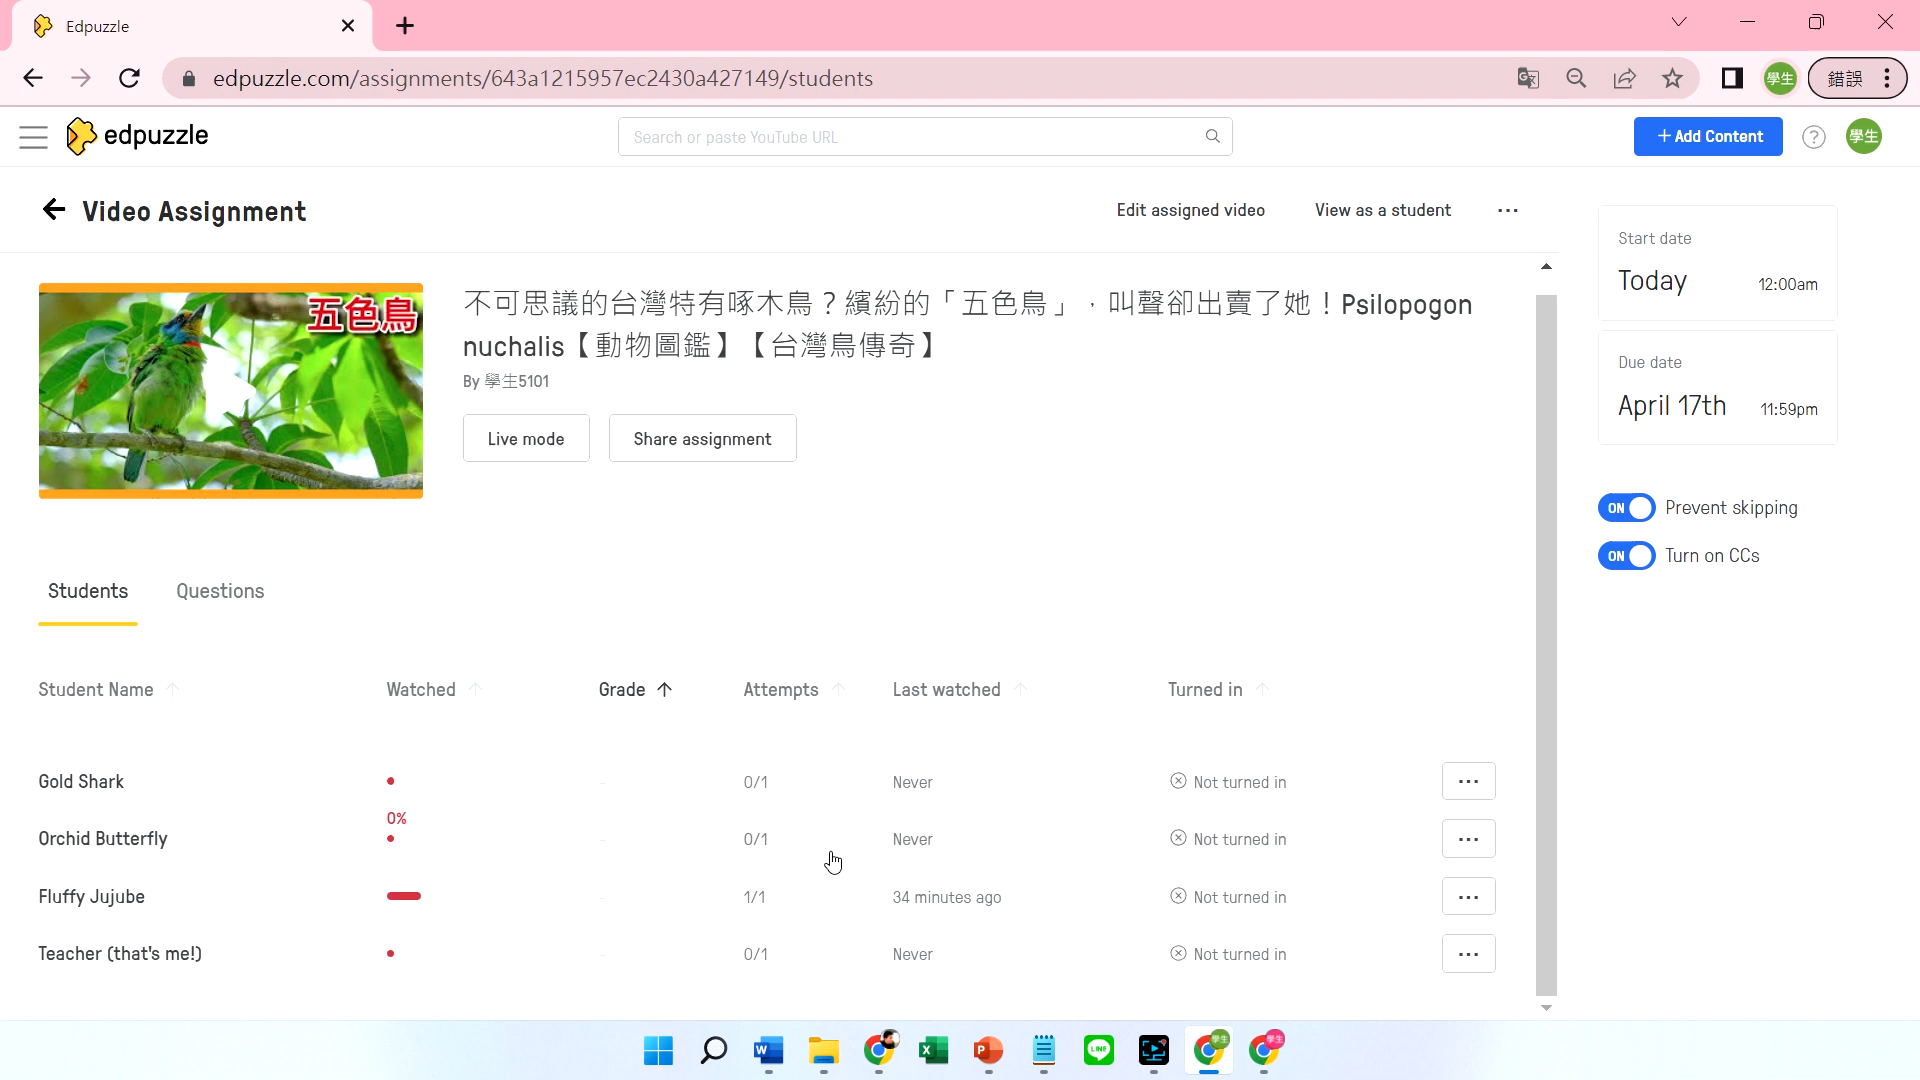 Edpuzzle
edpuzzle.com/assignments/643a1215957ec2430a427149/students
學生
錯誤
edpuzzle
Search or paste YouTube URL
+ Add Content
?
學生
Video Assignment
Edit assigned video
View as a student
...
五色鳥
不可思議的台灣特有啄木鳥？繽紛的「五色鳥」，叫聲卻出賣了她！Psilopogon
nuchalis【動物圖鑑】【台灣鳥傳奇】
By 學生5101
Live mode
Share assignment
Start date
Today 12:00am
Due date
April 17th 11:59pm
ON Prevent skipping
ON Turn on CCs
Students Questions
Student Name Watched Grade Attempts Last watched Turned in
Gold Shark - 0/1 Never Not turned in ...
0%
Orchid Butterfly - 0/1 Never Not turned in ...
Fluffy Jujube - 1/1 34 minutes ago Not turned in ...
Teacher (that's me!) - 0/1 Never Not turned in ...
W
X
P
LINE
學生
學生